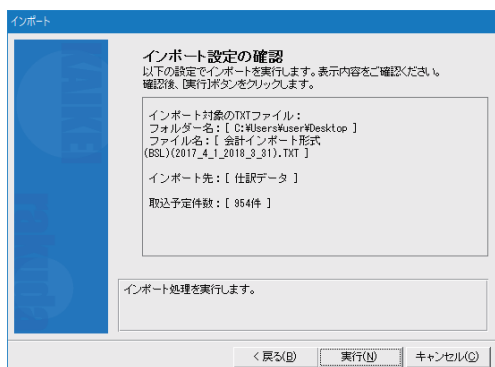 インポート
インポート設定の確認
以下の設定でインポートを実行します。表示内容をご確認ください。
確認後、[実行]ボタンをクリックします。
インポート対象のTXTファイル：
フォルダー名：[ C:¥Users¥user¥Desktop ]
ファイル名：[ 会計インポート形式
(BSL)(2017_4_1_2018_3_31).TXT ]
インポート先：[ 仕訳データ ]
取込予定件数：[ 954件 ]
KAIKEI
rakuda
インポート処理を実行します。
< 戻る(B) 実行(N) キャンセル(C)